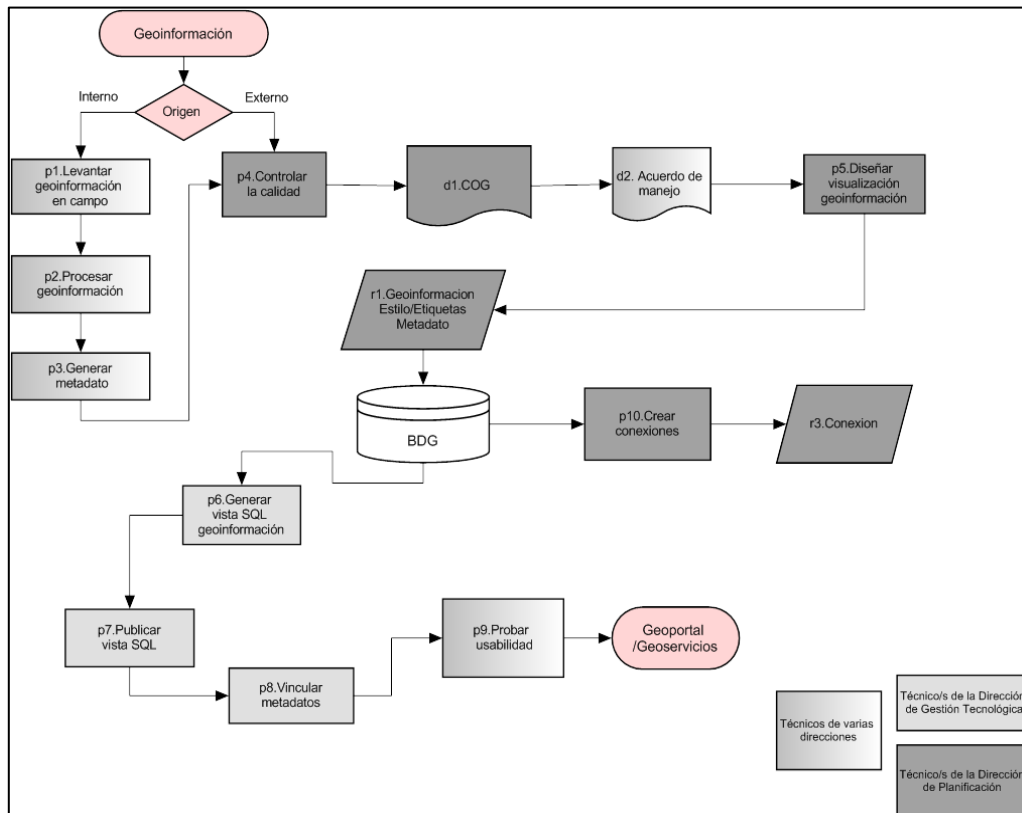 Geoinformación
Interno
Externo
Origen
p1.Levantar
geoinformación
en campo
p4.Controlar
la calidad
d1.COG
d2. Acuerdo de
manejo
p5.Diseñar
visualización
geoinformación
p2.Procesar
geoinformación
r1.Geoinformacion
Estilo/Etiquetas
Metadato
p3.Generar
metadato
BDG
p10.Crear
conexiones
r3.Conexion
p6.Generar
vista SQL
geoinformación
p7.Publicar
vista SQL
p9.Probar
usabilidad
Geoportal
/Geoservicios
p8.Vincular
metadatos
Técnicos de varias
direcciones
Técnico/s de la Dirección
de Gestión Tecnológica
Técnico/s de la Dirección
de Planificación